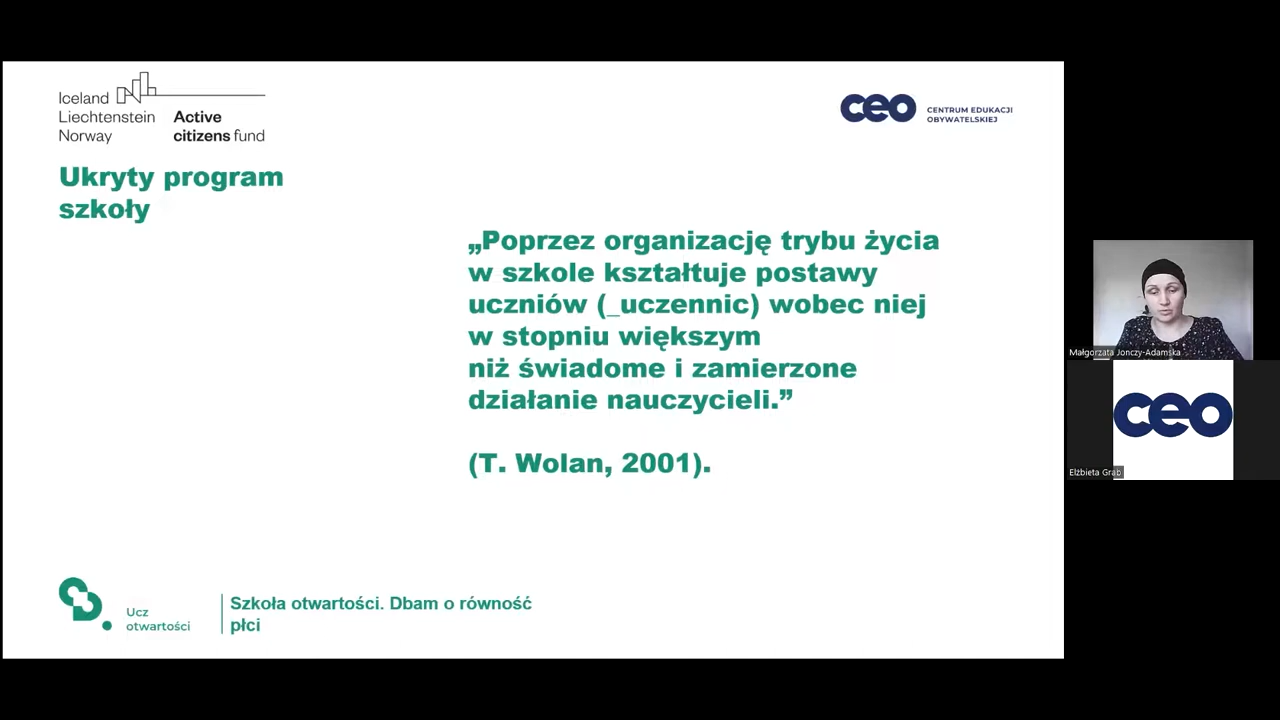 Iceland
Liechtenstein
Norway
Active
citizens fund
ceo
CENTRUM EDUKACJI
OBYWATELSKIEJ
Ukryty program
szkoły
„Poprzez organizację trybu życia
w szkole kształtuje postawy
uczniów (_uczennic) wobec niej
w stopniu większym
niż świadome i zamierzone
działanie nauczycieli.”
(T. Wolan, 2001).
Ucz
otwartości
Szkoła otwartości. Dbam o równość
płci
Małgorzata Jonczy-Adamska
ceo
Elżbieta Grab